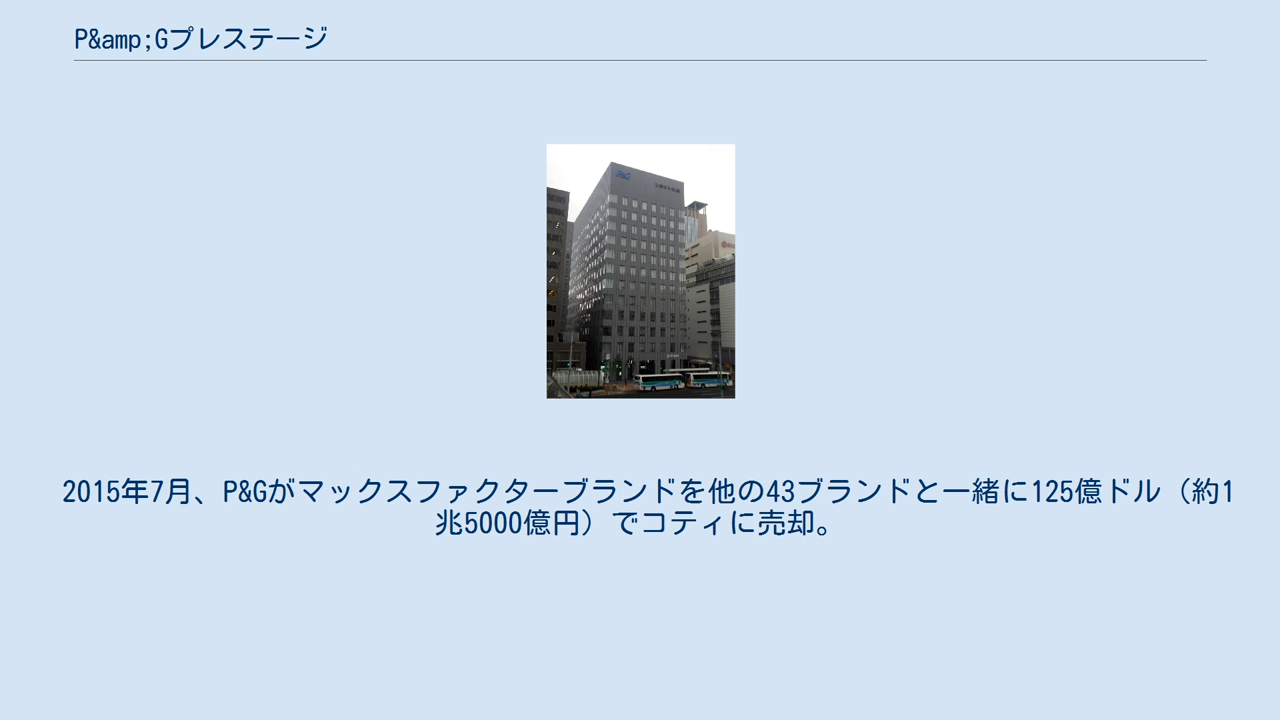 P&amp;Gプレステージ
P&G
2015年7月、P&Gがマックスファクターブランドを他の43ブランドと一緒に125億ドル（約1
兆5000億円）でコティに売却。